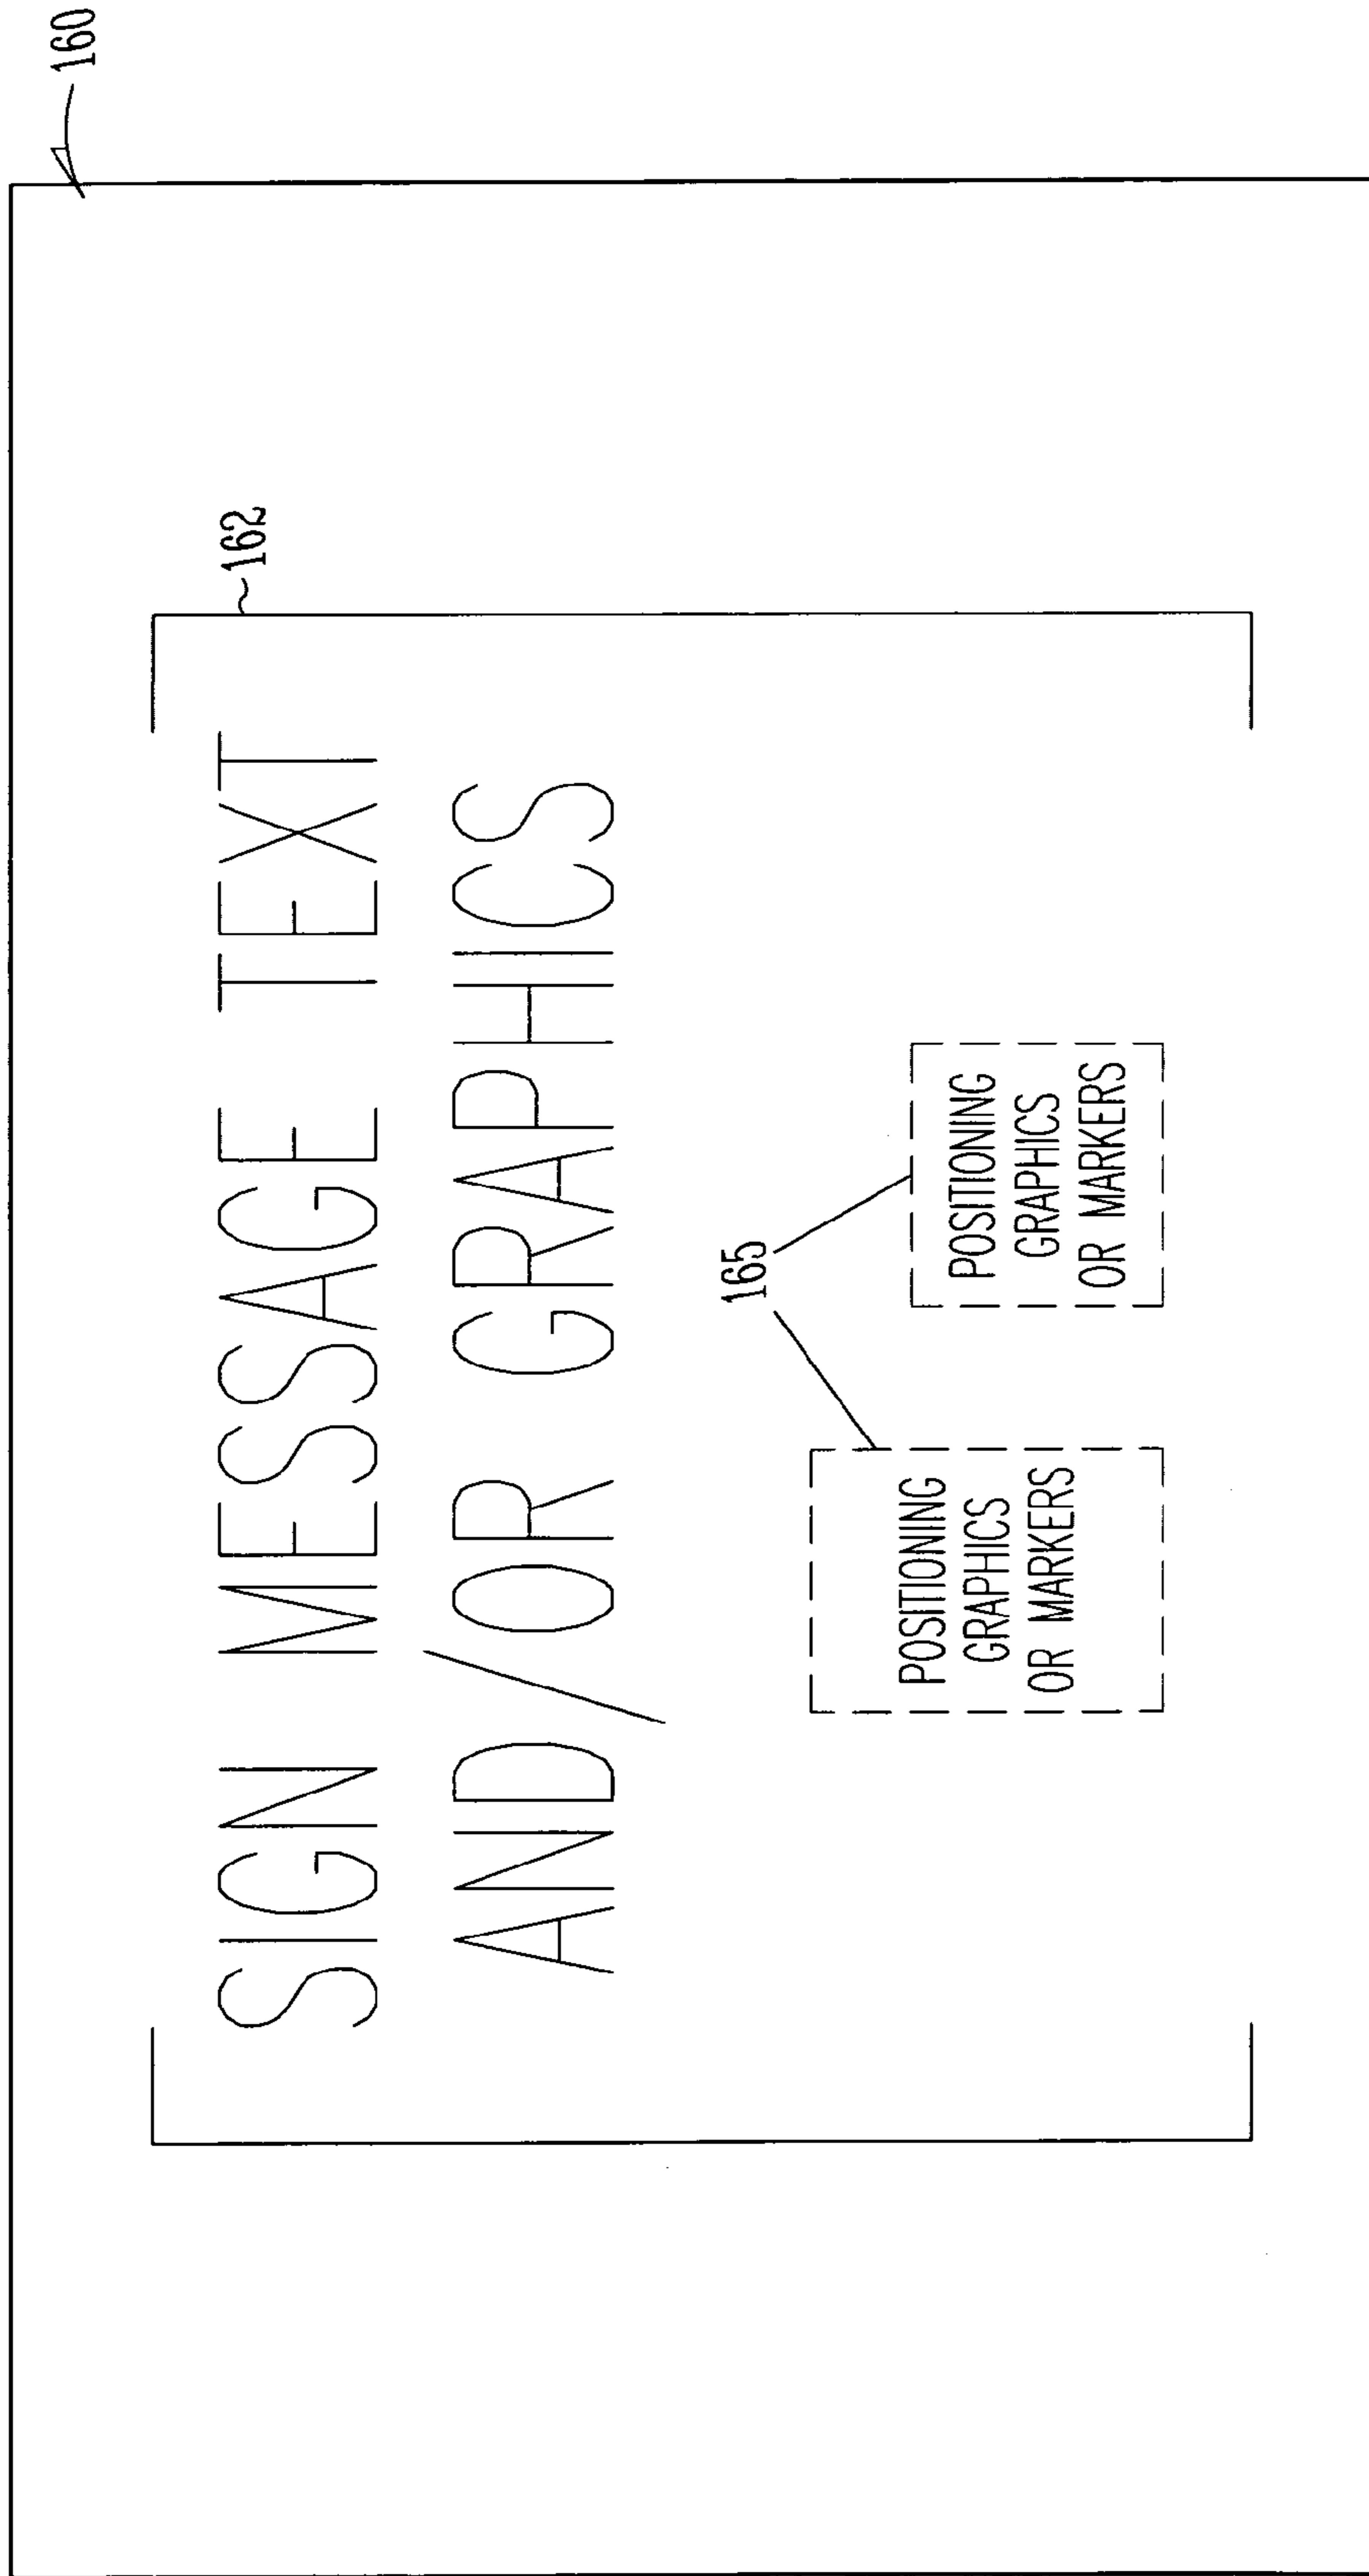 160
162
SIGN MESSAGE TEXT
AND/OR GRAPHICS
165
POSITIONING
GRAPHICS
OR MARKERS
POSITIONING
GRAPHICS
OR MARKERS